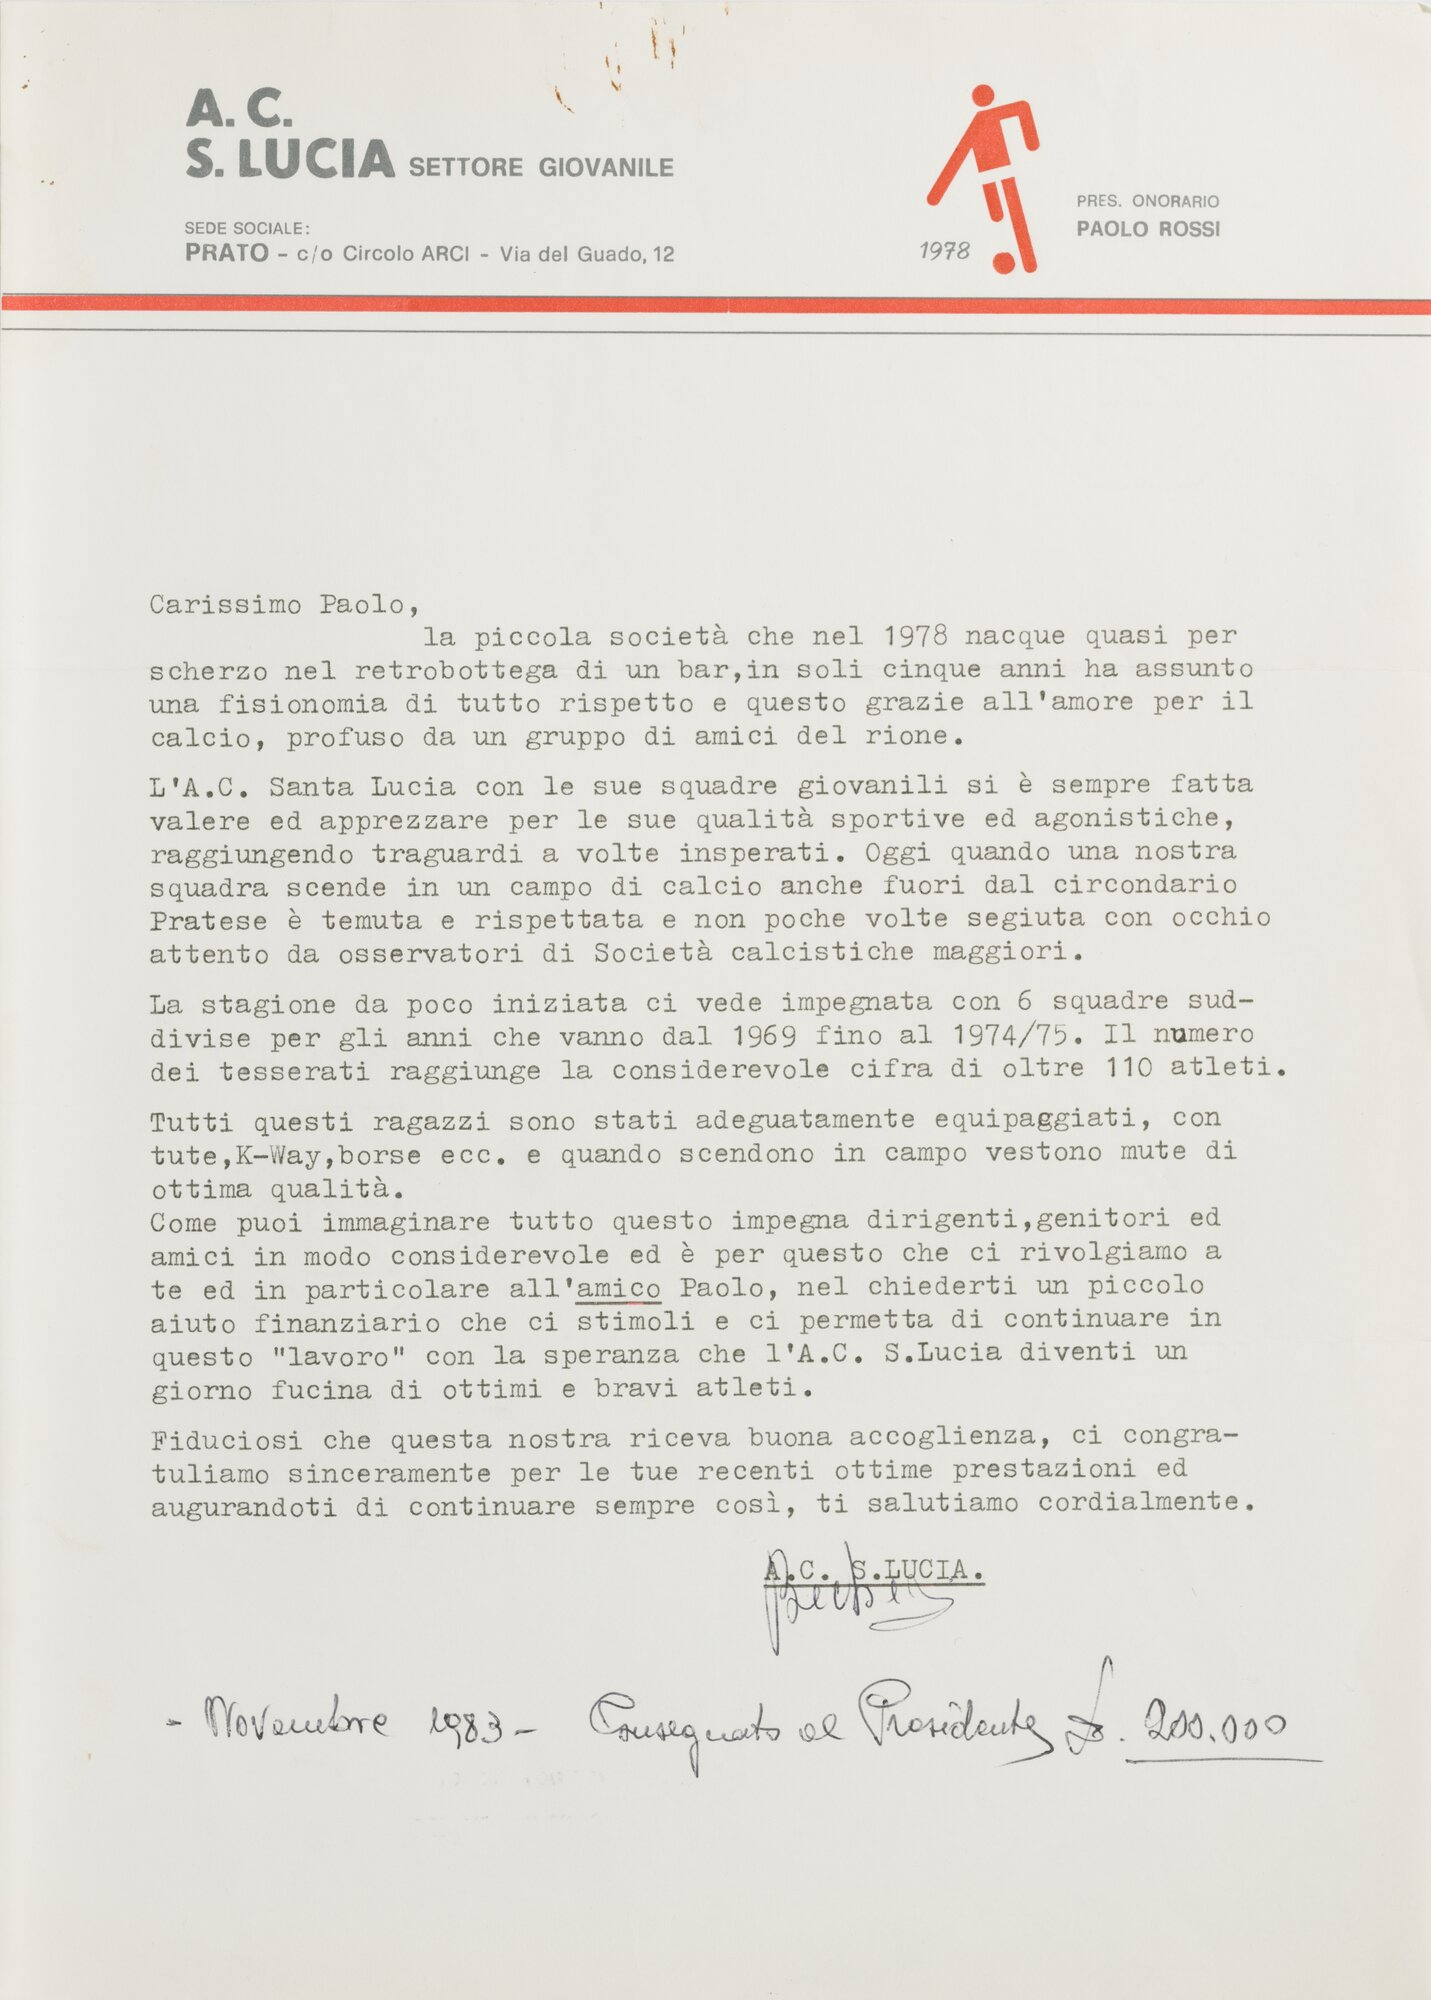 A. C.
S. LUCIA SETTORE GIOVANILE
SEDE SOCIALE:
PRATO - c/o Circolo ARCI - Via del Guado, 12
1978
PRES. ONORARIO
PAOLO ROSSI
Carissimo Paolo,
la piccola società che nel 1978 nacque quasi per
scherzo nel retrobottega di un bar,in soli cinque anni ha assunto
una fisionomia di tutto rispetto e questo grazie all'amore per il
calcio, profuso da un gruppo di amici del rione.
L'A.C. Santa Lucia con le sue squadre giovanili si è sempre fatta
valere ed apprezzare per le sue qualità sportive ed agonistiche,
raggiungendo traguardi a volte insperati. Oggi quando una nostra
squadra scende in un campo di calcio anche fuori dal circondario
Pratese è temuta e rispettata e non poche volte segiuta con occhio
attento da osservatori di Società calcistiche maggiori.
La stagione da poco iniziata ci vede impegnata con 6 squadre sud-
divise per gli anni che vanno dal 1969 fino al 1974/75. Il numero
dei tesserati raggiunge la considerevole cifra di oltre 110 atleti.
Tutti questi ragazzi sono stati adeguatamente equipaggiati, con
tute,K-Way,borse ecc. e quando scendono in campo vestono mute di
ottima qualità.
Come puoi immaginare tutto questo impegna dirigenti,genitori ed
amici in modo considerevole ed è per questo che ci rivolgiamo a
te ed in particolare all'amico Paolo, nel chiederti un piccolo
aiuto finanziario che ci stimoli e ci permetta di continuare in
questo "lavoro" con la speranza che l'A.C. S.Lucia diventi un
giorno fucina di ottimi e bravi atleti.
Fiduciosi che questa nostra riceva buona accoglienza, ci congra-
tuliamo sinceramente per le tue recenti ottime prestazioni ed
augurandoti di continuare sempre così, ti salutiamo cordialmente.
A.C. S.LUCIA.
- Novembre 1983 - Consegnato al Presidente £. 200.000